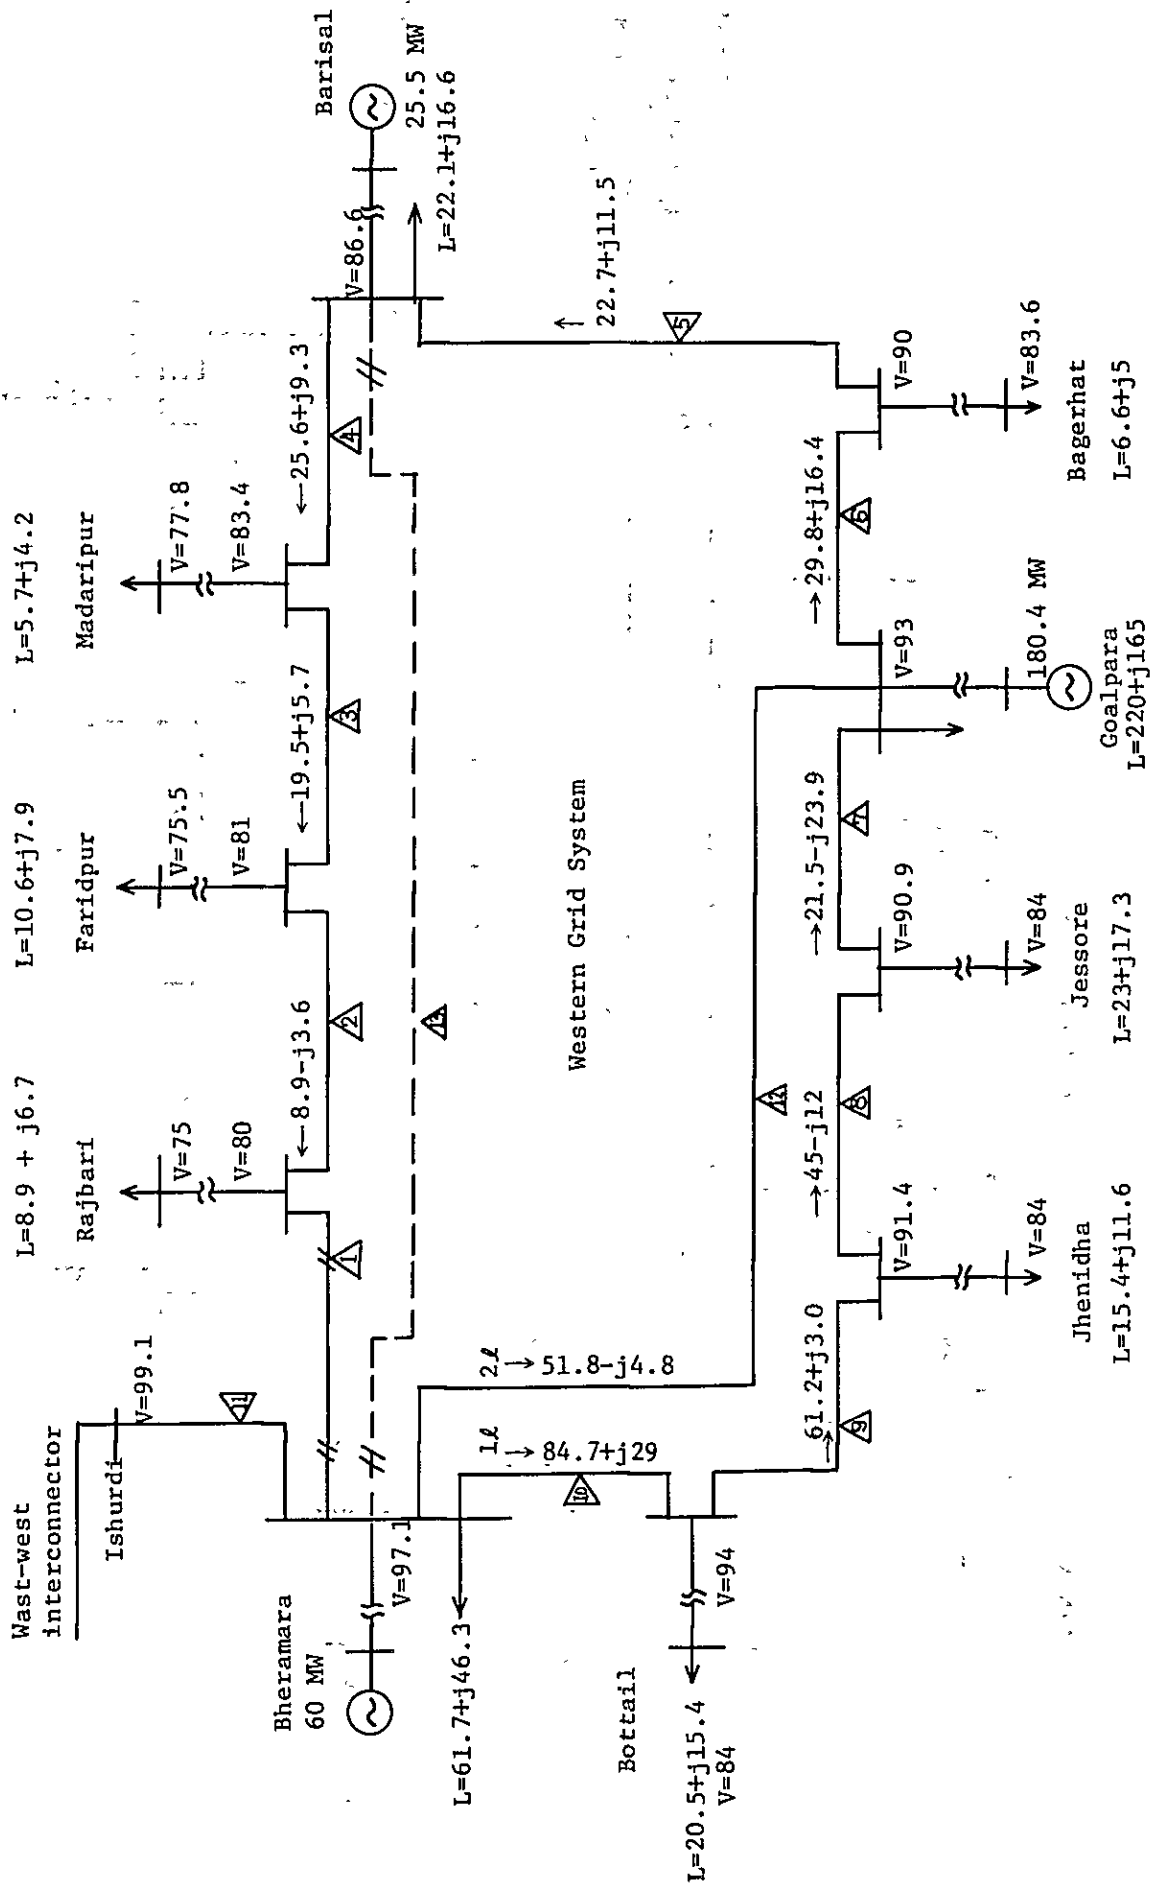 Wast-west
interconnector
Ishurdi
V=99.1
11
L=8.9 + j6.7
Rajbari
V=75
V=80
L=10.6+j7.9
Faridpur
V=75.5
V=81
L=5.7+j4.2
Madaripur
V=77.8
V=83.4
Barisal
25.5 MW
L=22.1+j16.6
V=86.6
1
←8.9-j3.6
2
←19.5+j5.7
3
←25.6+j9.3
4
13
Bheramara
60 MW
V=97.1
L=61.7+j46.3
2ℓ
→51.8-j4.8
1ℓ
→84.7+j29
10
Western Grid System
12
↑
22.7+j11.5
5
Bottail
V=94
L=20.5+j15.4
V=84
→61.2+j3.0
9
V=91.4
→45-j12
8
V=90.9
→21.5-j23.9
7
V=93
→29.8+j16.4
6
V=90
V=84
Jhenidha
L=15.4+j11.6
V=84
Jessore
L=23+j17.3
180.4 MW
Goalpara
L=220+j165
V=83.6
Bagerhat
L=6.6+j5